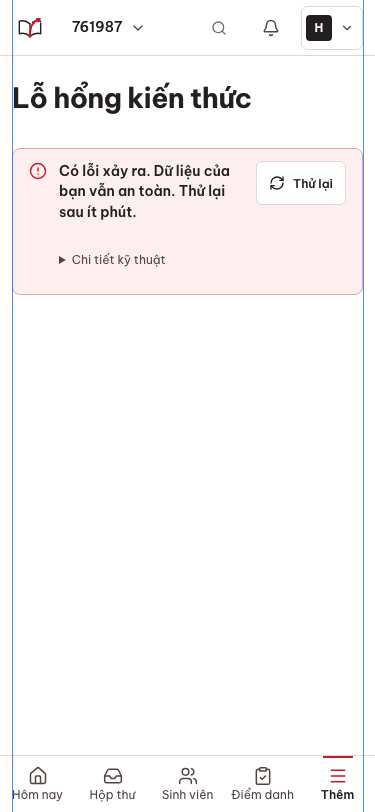 761987
H
Lỗ hổng kiến thức
Có lỗi xảy ra. Dữ liệu của
bạn vẫn an toàn. Thử lại
sau ít phút.
Thử lại
Chi tiết kỹ thuật
Hôm nay
Hộp thư
Sinh viên
Điểm danh
Thêm